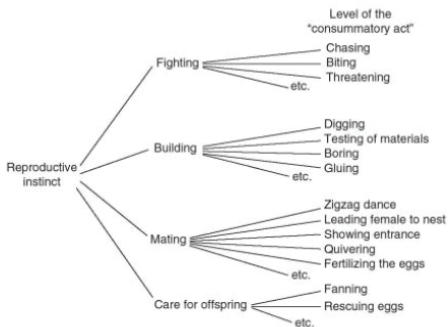 Level of the
"consummatory act"
Fighting
Chasing
Biting
Threatening
etc.
Building
Digging
Testing of materials
Boring
Gluing
etc.
Reproductive
instinct
Mating
Zigzag dance
Leading female to nest
Showing entrance
Quivering
Fertilizing the eggs
etc.
Care for offspring
Fanning
Rescuing eggs
etc.